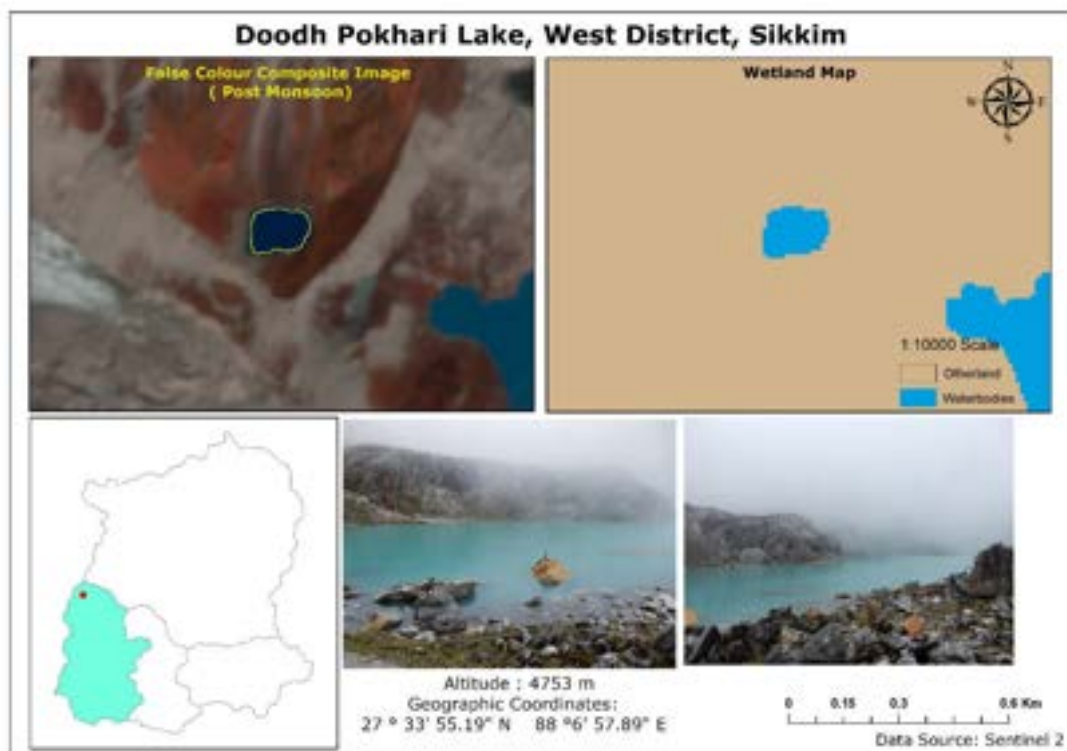 Doodh Pokhari Lake, West District, Sikkim
False Colour Composite Image
( Post Monsoon)
Wetland Map
N
W E
S
1:10000 Scale
Otherland
Waterbodies
Altitude : 4753 m
Geographic Coordinates:
27 ° 33' 55.19" N 88 °6' 57.89" E
0 0.15 0.3 0.6 Km
Data Source: Sentinel 2